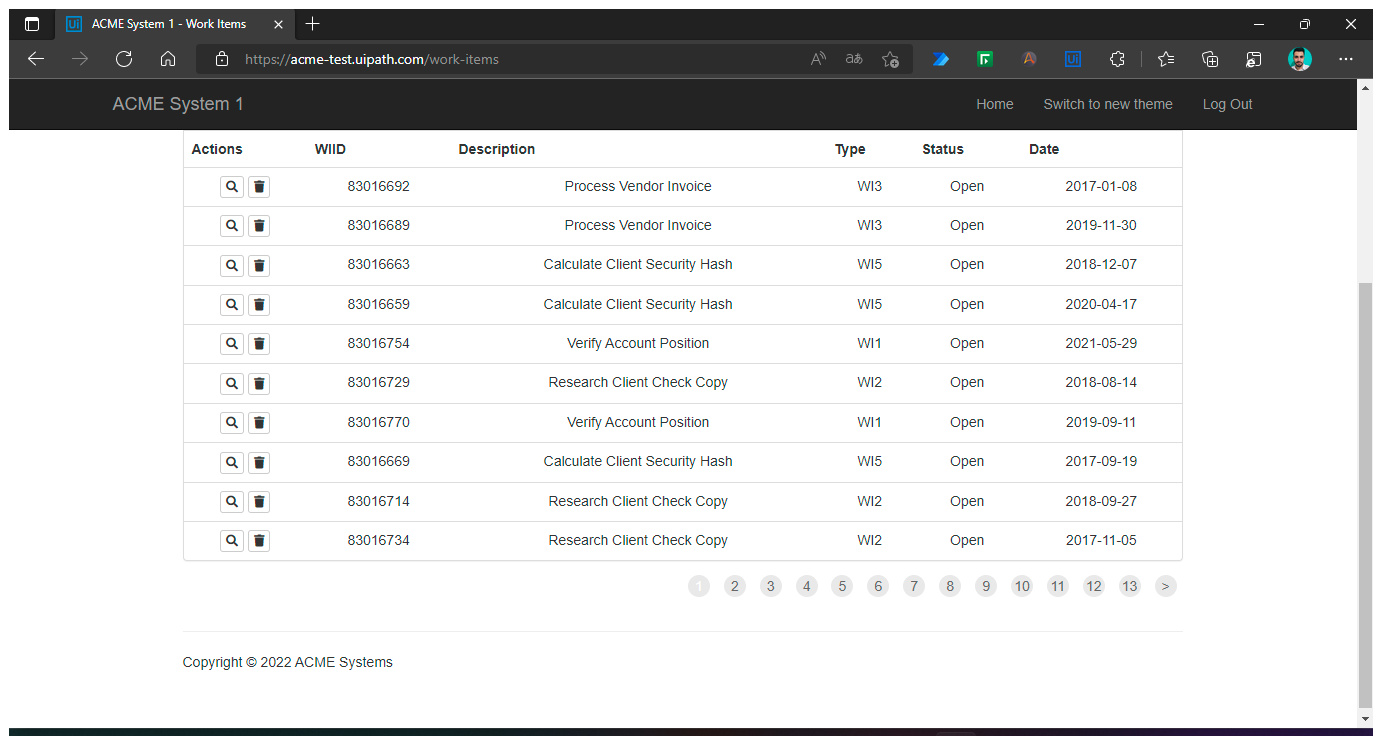 ACME System 1 - Work Items
https://acme-test.uipath.com/work-items
ACME System 1 Home Switch to new theme Log Out
Actions WIID Description Type Status Date
83016692 Process Vendor Invoice WI3 Open 2017-01-08
83016689 Process Vendor Invoice WI3 Open 2019-11-30
83016663 Calculate Client Security Hash WI5 Open 2018-12-07
83016659 Calculate Client Security Hash WI5 Open 2020-04-17
83016754 Verify Account Position WI1 Open 2021-05-29
83016729 Research Client Check Copy WI2 Open 2018-08-14
83016770 Verify Account Position WI1 Open 2019-09-11
83016669 Calculate Client Security Hash WI5 Open 2017-09-19
83016714 Research Client Check Copy WI2 Open 2018-09-27
83016734 Research Client Check Copy WI2 Open 2017-11-05
1 2 3 4 5 6 7 8 9 10 11 12 13 >
Copyright © 2022 ACME Systems